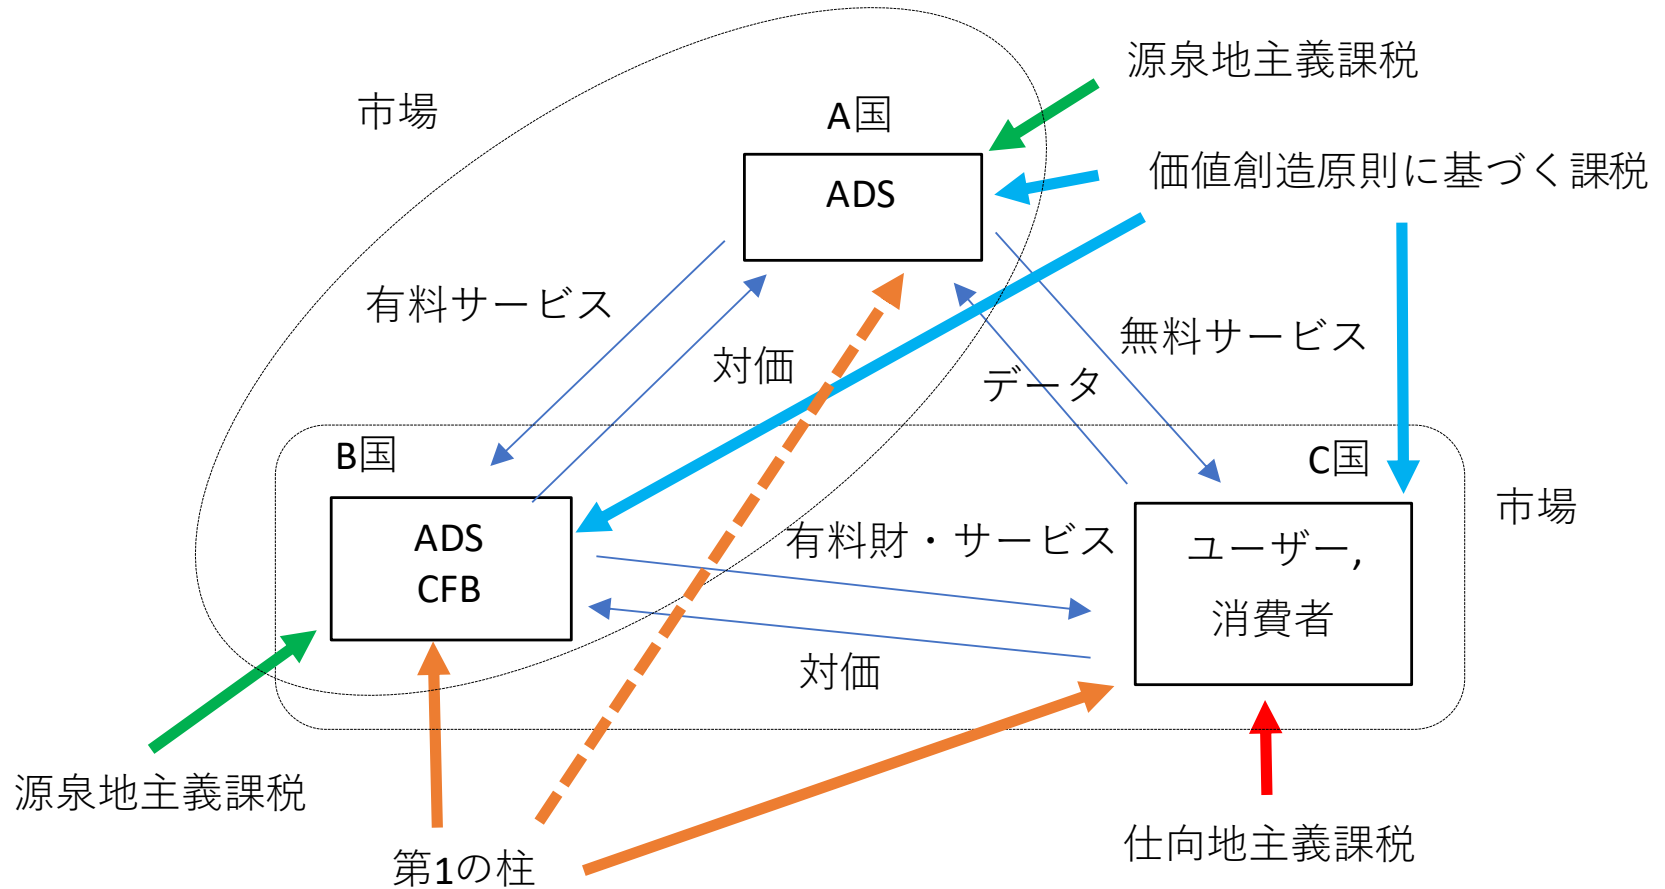 源泉地主義課税
市場
A国
ADS
価値創造原則に基づく課税
有料サービス
対価
無料サービス
データ
B国
C国
市場
ADS
CFB
有料財・サービス
ユーザー,
消費者
対価
源泉地主義課税
仕向地主義課税
第1の柱